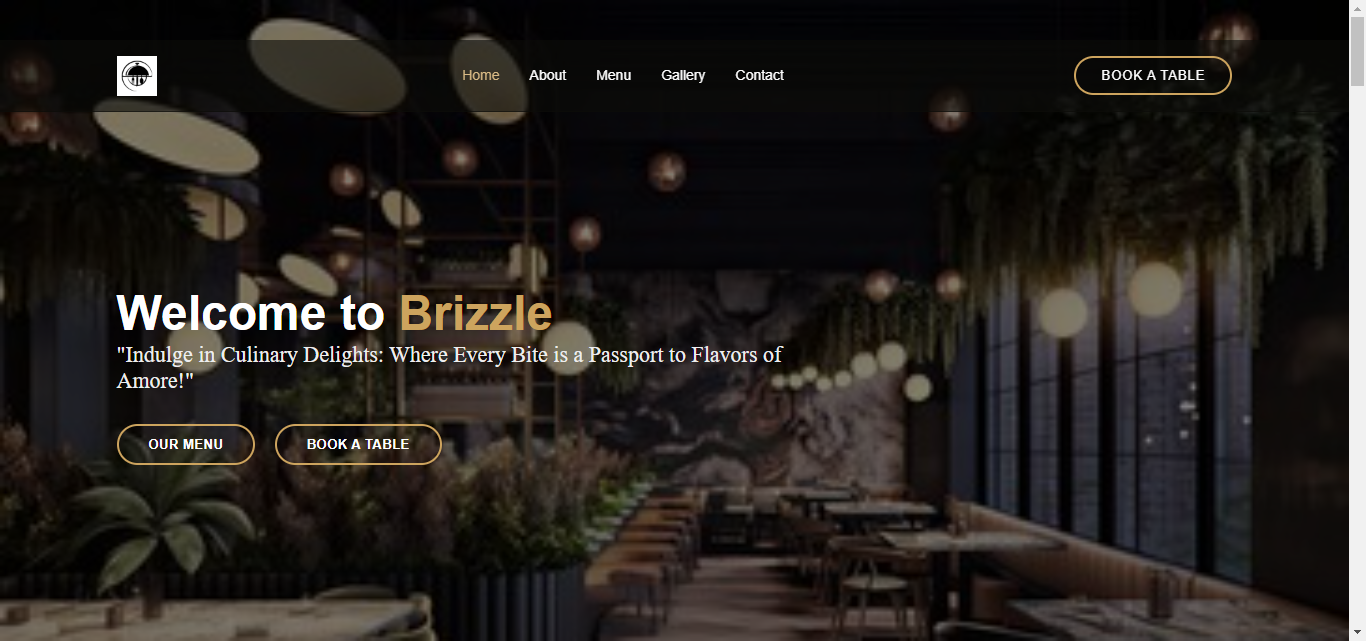 Home About Menu Gallery Contact BOOK A TABLE
Welcome to Brizzle
"Indulge in Culinary Delights: Where Every Bite is a Passport to Flavors of
Amore!"
OUR MENU BOOK A TABLE